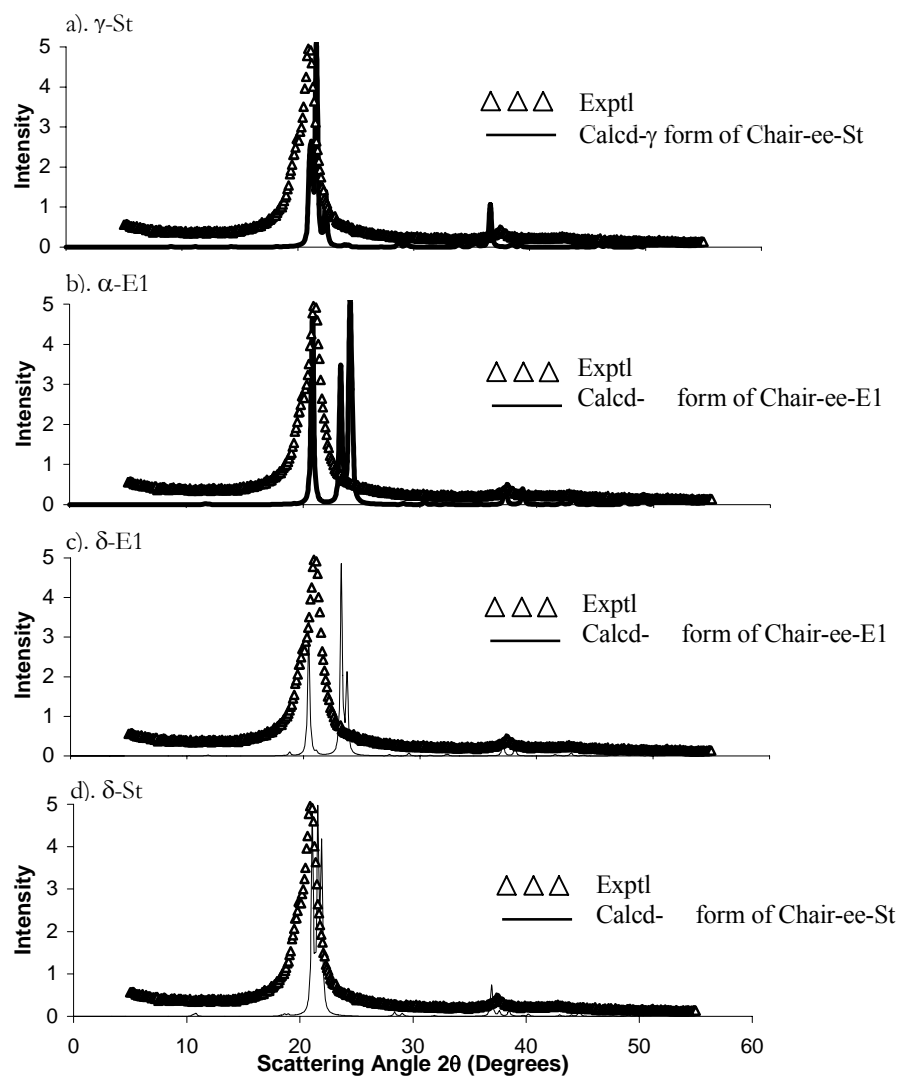 a). γ-St
5
4
3
2
1
0
Intensity
Exptl
Calcd-γ form of Chair-ee-St
b). α-E1
5
4
3
2
1
0
Intensity
Exptl
Calcd- form of Chair-ee-E1
c). δ-E1
5
4
3
2
1
0
Intensity
Exptl
Calcd- form of Chair-ee-E1
d). δ-St
5
4
3
2
1
0
Intensity
Exptl
Calcd- form of Chair-ee-St
0 10 20 30 40 50 60
Scattering Angle 2θ (Degrees)